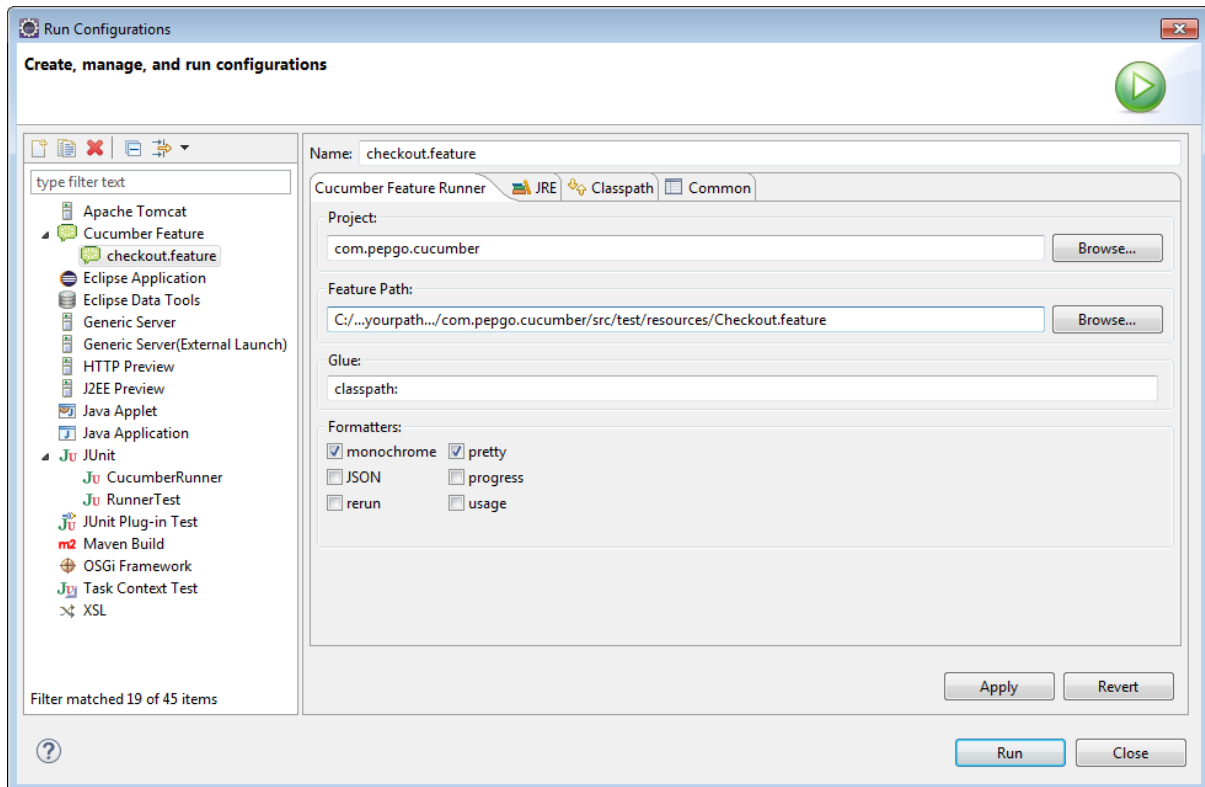 Run Configurations
Create, manage, and run configurations
type filter text
Apache Tomcat
Cucumber Feature
checkout.feature
Eclipse Application
Eclipse Data Tools
Generic Server
Generic Server(External Launch)
HTTP Preview
J2EE Preview
Java Applet
Java Application
Ju JUnit
Ju CucumberRunner
Ju RunnerTest
JUnit Plug-in Test
m2 Maven Build
OSGi Framework
Task Context Test
XSL
Filter matched 19 of 45 items
Name: checkout.feature
Cucumber Feature Runner JRE Classpath Common
Project:
com.pepgo.cucumber Browse...
Feature Path:
C:/...yourpath.../com.pepgo.cucumber/src/test/resources/Checkout.feature Browse...
Glue:
classpath:
Formatters:
monochrome pretty
JSON progress
rerun usage
Apply Revert
? Run Close